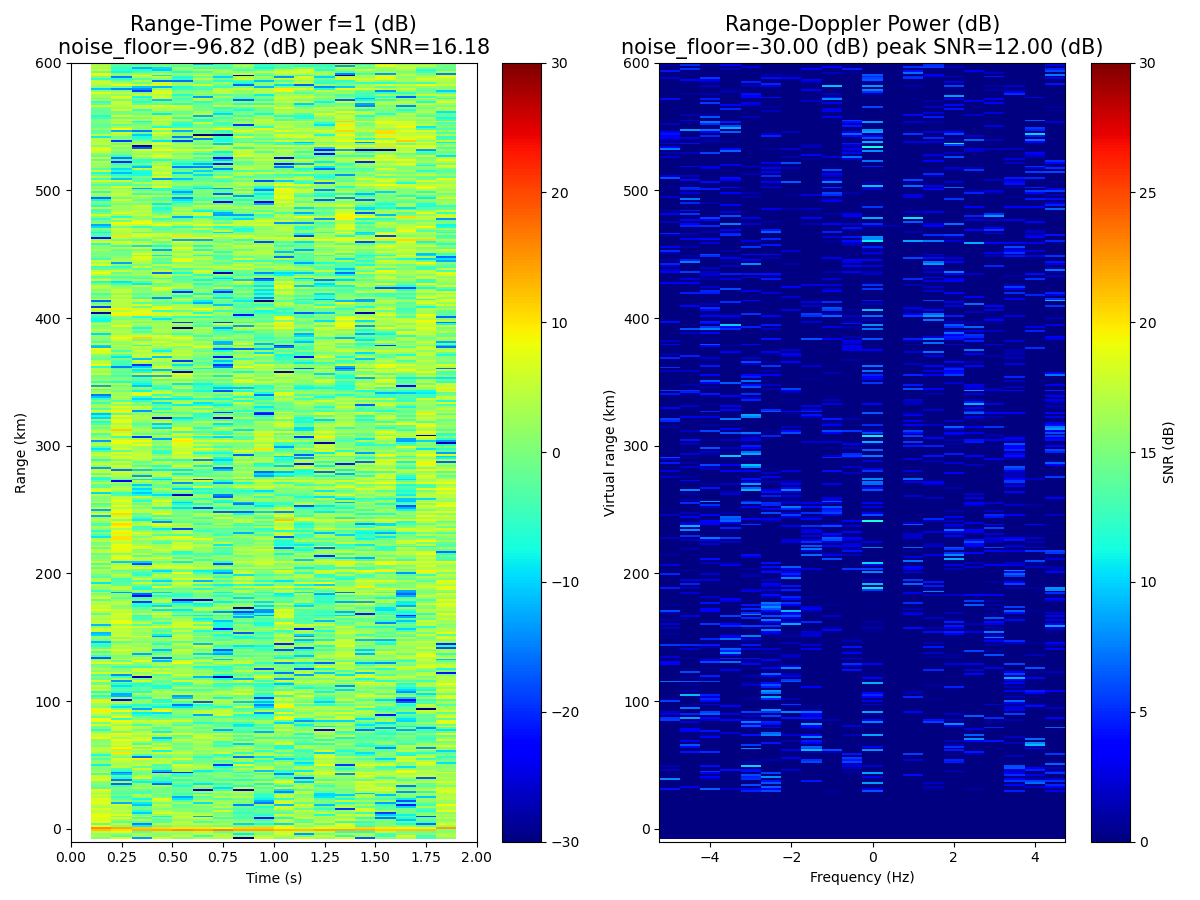 Range-Time Power f=1 (dB)
noise_floor=-96.82 (dB) peak SNR=16.18
600
500
400
300
200
100
0
Range (km)
0.00 0.25 0.50 0.75 1.00 1.25 1.50 1.75 2.00
Time (s)
30
20
10
0
−10
−20
−30
Range-Doppler Power (dB)
noise_floor=-30.00 (dB) peak SNR=12.00 (dB)
600
500
400
300
200
100
0
Virtual range (km)
−4 −2 0 2 4
Frequency (Hz)
30
25
20
15
10
5
0
SNR (dB)